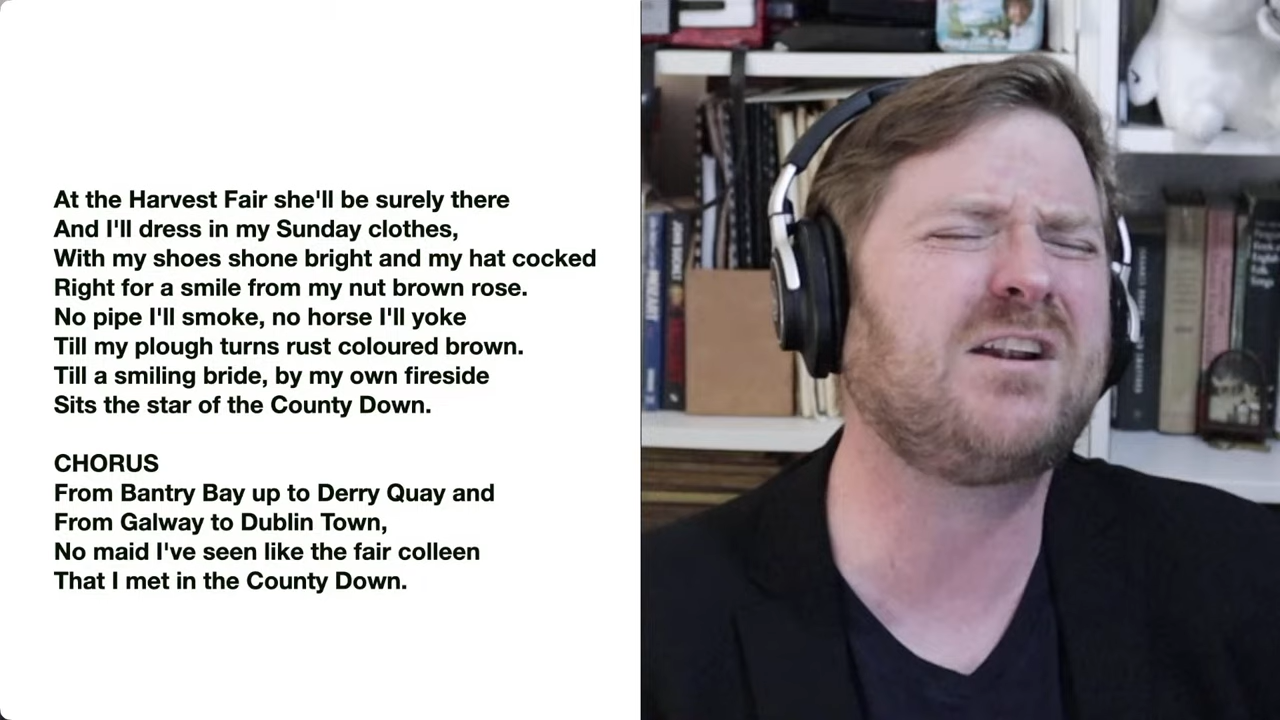 At the Harvest Fair she'll be surely there
And I'll dress in my Sunday clothes,
With my shoes shone bright and my hat cocked
Right for a smile from my nut brown rose.
No pipe I'll smoke, no horse I'll yoke
Till my plough turns rust coloured brown.
Till a smiling bride, by my own fireside
Sits the star of the County Down.
CHORUS
From Bantry Bay up to Derry Quay and
From Galway to Dublin Town,
No maid I've seen like the fair colleen
That I met in the County Down.